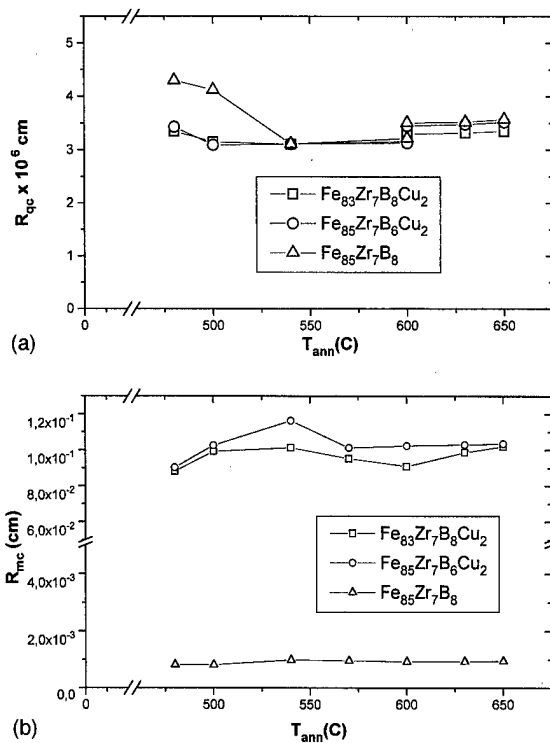 5
4
3
2
1
0
R_qc x 10^6 cm
Fe83Zr7B8Cu2
Fe85Zr7B6Cu2
Fe85Zr7B8
0 500 550 600 650
(a) T_ann(C)
1,2x10^-1
1,0x10^-1
8,0x10^-2
6,0x10^-2
4,0x10^-3
2,0x10^-3
0,0
R_mc (cm)
Fe83Zr7B8Cu2
Fe85Zr7B6Cu2
Fe85Zr7B8
0 500 550 600 650
(b) T_ann(C)